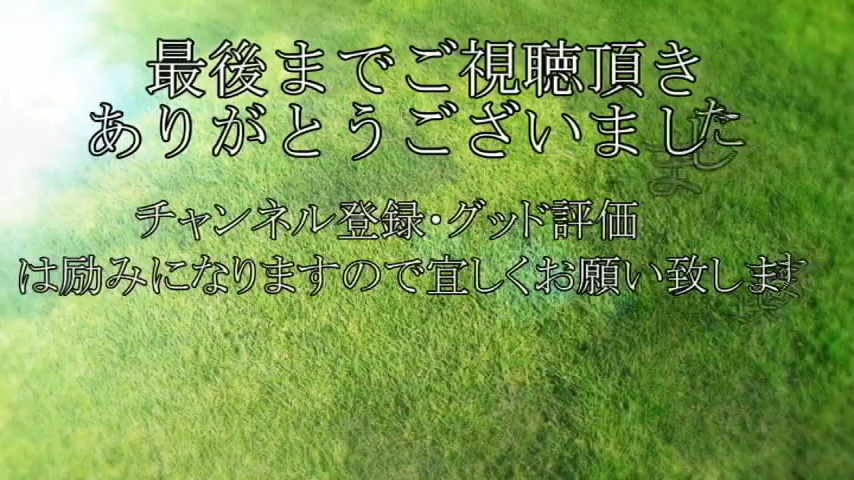 最後までご視聴頂き
ありがとうございました
チャンネル登録・グッド評価
は励みになりますので宜しくお願い致します